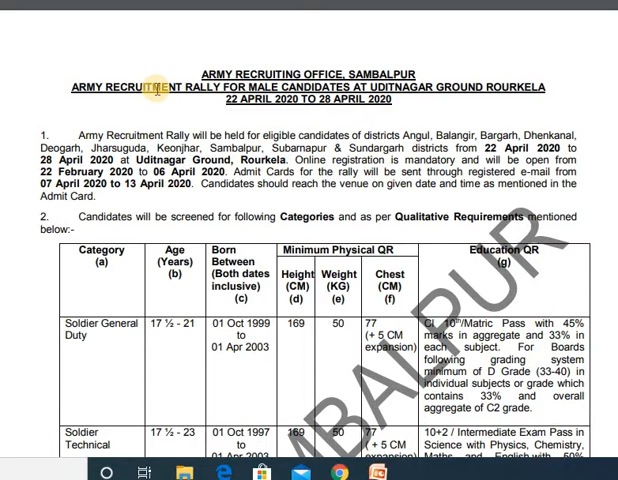 ARMY RECRUITING OFFICE, SAMBALPUR
ARMY RECRUITMENT RALLY FOR MALE CANDIDATES AT UDITNAGAR GROUND ROURKELA
22 APRIL 2020 TO 28 APRIL 2020
1. Army Recruitment Rally will be held for eligible candidates of districts Angul, Balangir, Bargarh, Dhenkanal,
Deogarh, Jharsuguda, Keonjhar, Sambalpur, Subarnapur & Sundargarh districts from 22 April 2020 to
28 April 2020 at Uditnagar Ground, Rourkela. Online registration is mandatory and will be open from
22 February 2020 to 06 April 2020. Admit Cards for the rally will be sent through registered e-mail from
07 April 2020 to 13 April 2020. Candidates should reach the venue on given date and time as mentioned in the
Admit Card.
2. Candidates will be screened for following Categories and as per Qualitative Requirements mentioned
below:-
Category
(a)
Age
(Years)
(b)
Born
Between
(Both dates
inclusive)
(c)
Minimum Physical QR
Height
(CM)
(d)
Weight
(KG)
(e)
Chest
(CM)
(f)
Education QR
(g)
Soldier General
Duty
17 ½ - 21
01 Oct 1999
to
01 Apr 2003
169
50
77
(+ 5 CM
expansion)
Cl 10th/Matric Pass with 45%
marks in aggregate and 33% in
each subject. For Boards
following grading system
minimum of D Grade (33-40) in
individual subjects or grade which
contains 33% and overall
aggregate of C2 grade.
Soldier
Technical
17 ½ - 23
01 Oct 1997
to
01 Apr 2003
169
50
77
(+ 5 CM
expansion)
10+2 / Intermediate Exam Pass in
Science with Physics, Chemistry,
Maths and English with 50%
MBALPUR